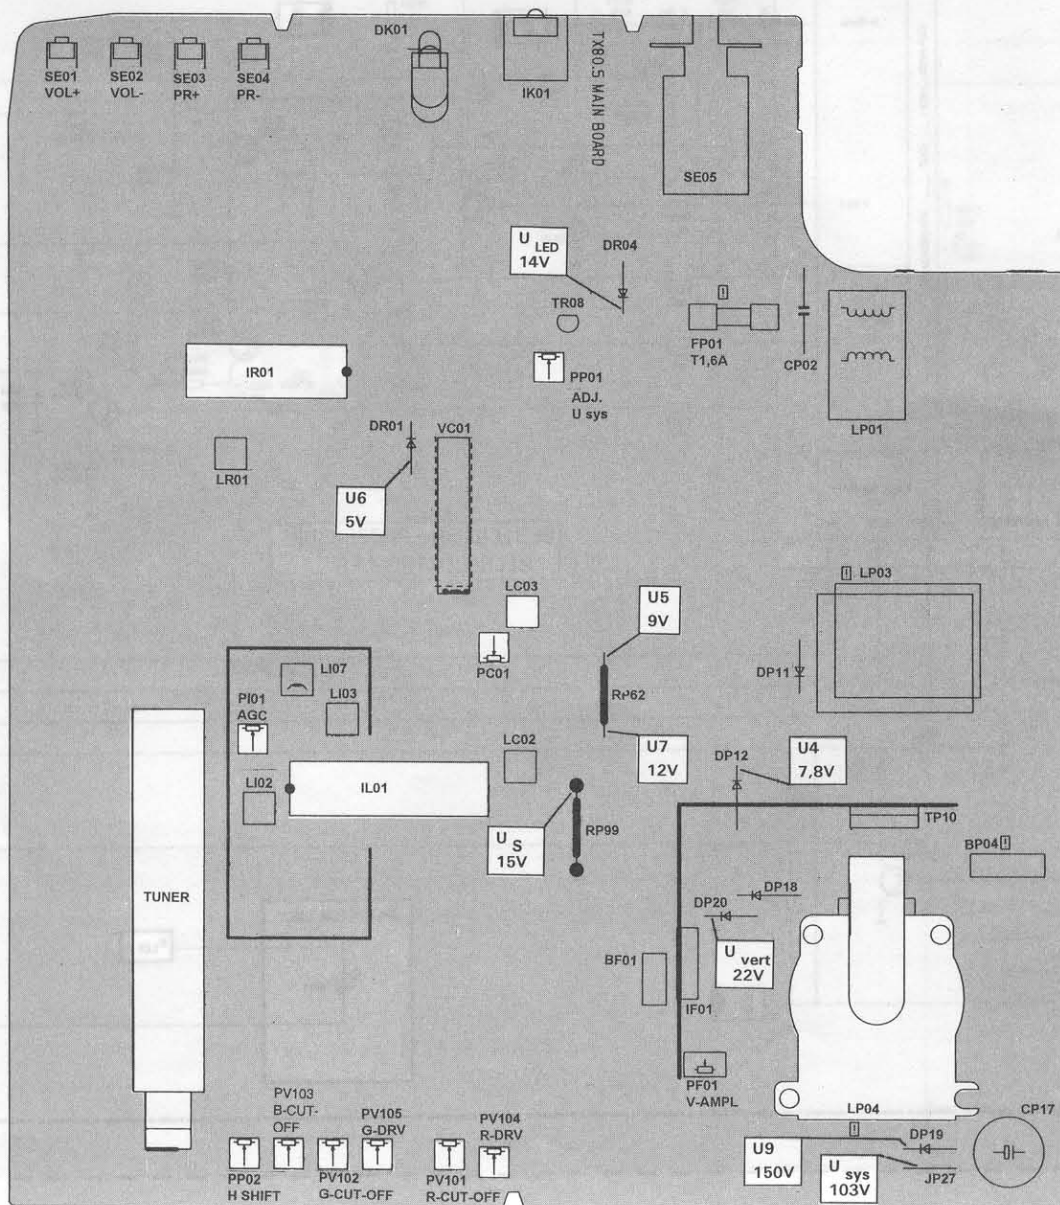 DK01
SE01
VOL+
SE02
VOL-
SE03
PR+
SE04
PR-
IK01
TX80.5 MAIN BOARD
SE05
U LED
14V
DR04
TR08
FP01
T1,6A
CP02
LP01
IR01
PP01
ADJ.
U sys
DR01
VC01
LR01
U6
5V
LC03
PC01
U5
9V
LP03
DP11
RP62
LI07
PI01
AGC
LI03
LC02
U7
12V
DP12
U4
7,8V
LI02
IL01
U S
15V
RP99
TP10
BP04
TUNER
DP18
DP20
U vert
22V
BF01
IF01
PF01
V-AMPL
LP04
CP17
PV103
B-CUT-
OFF
PV105
G-DRV
PV104
R-DRV
U9
150V
DP19
U sys
103V
JP27
PP02
H SHIFT
PV102
G-CUT-OFF
PV101
R-CUT-OFF